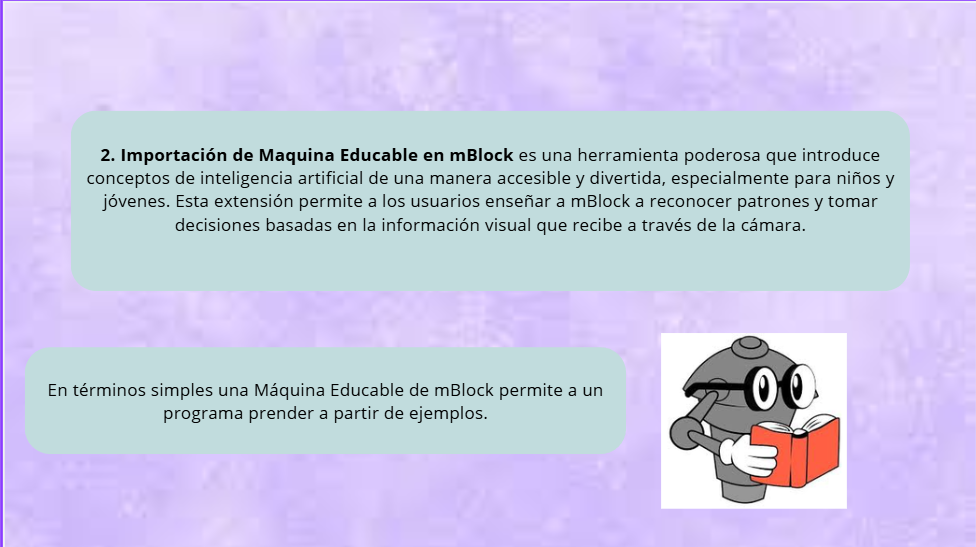 2. Importación de Maquina Educable en mBlock es una herramienta poderosa que introduce
conceptos de inteligencia artificial de una manera accesible y divertida, especialmente para niños y
jóvenes. Esta extensión permite a los usuarios enseñar a mBlock a reconocer patrones y tomar
decisiones basadas en la información visual que recibe a través de la cámara.
En términos simples una Máquina Educable de mBlock permite a un
programa prender a partir de ejemplos.